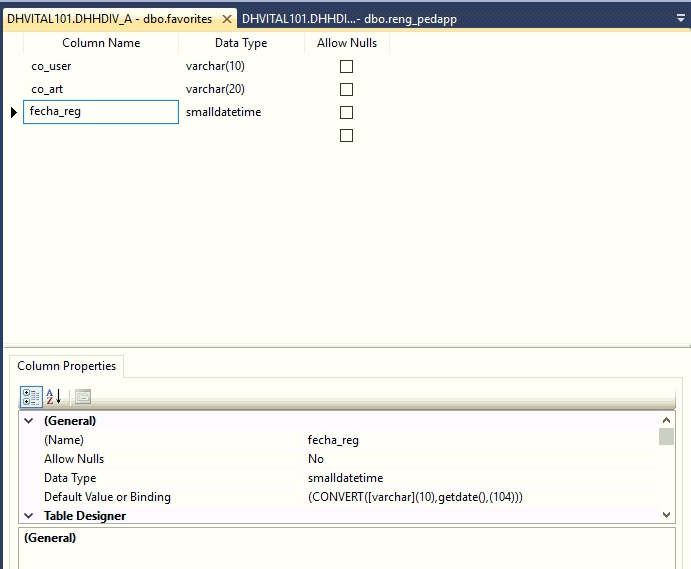 DHVITAL101.DHHDIV_A - dbo.favorites DHVITAL101.DHHDI...- dbo.reng_pedapp
Column Name Data Type Allow Nulls
co_user varchar(10)
co_art varchar(20)
fecha_reg smalldatetime
Column Properties
(General)
(Name) fecha_reg
Allow Nulls No
Data Type smalldatetime
Default Value or Binding (CONVERT([varchar](10),getdate(),(104)))
Table Designer
(General)